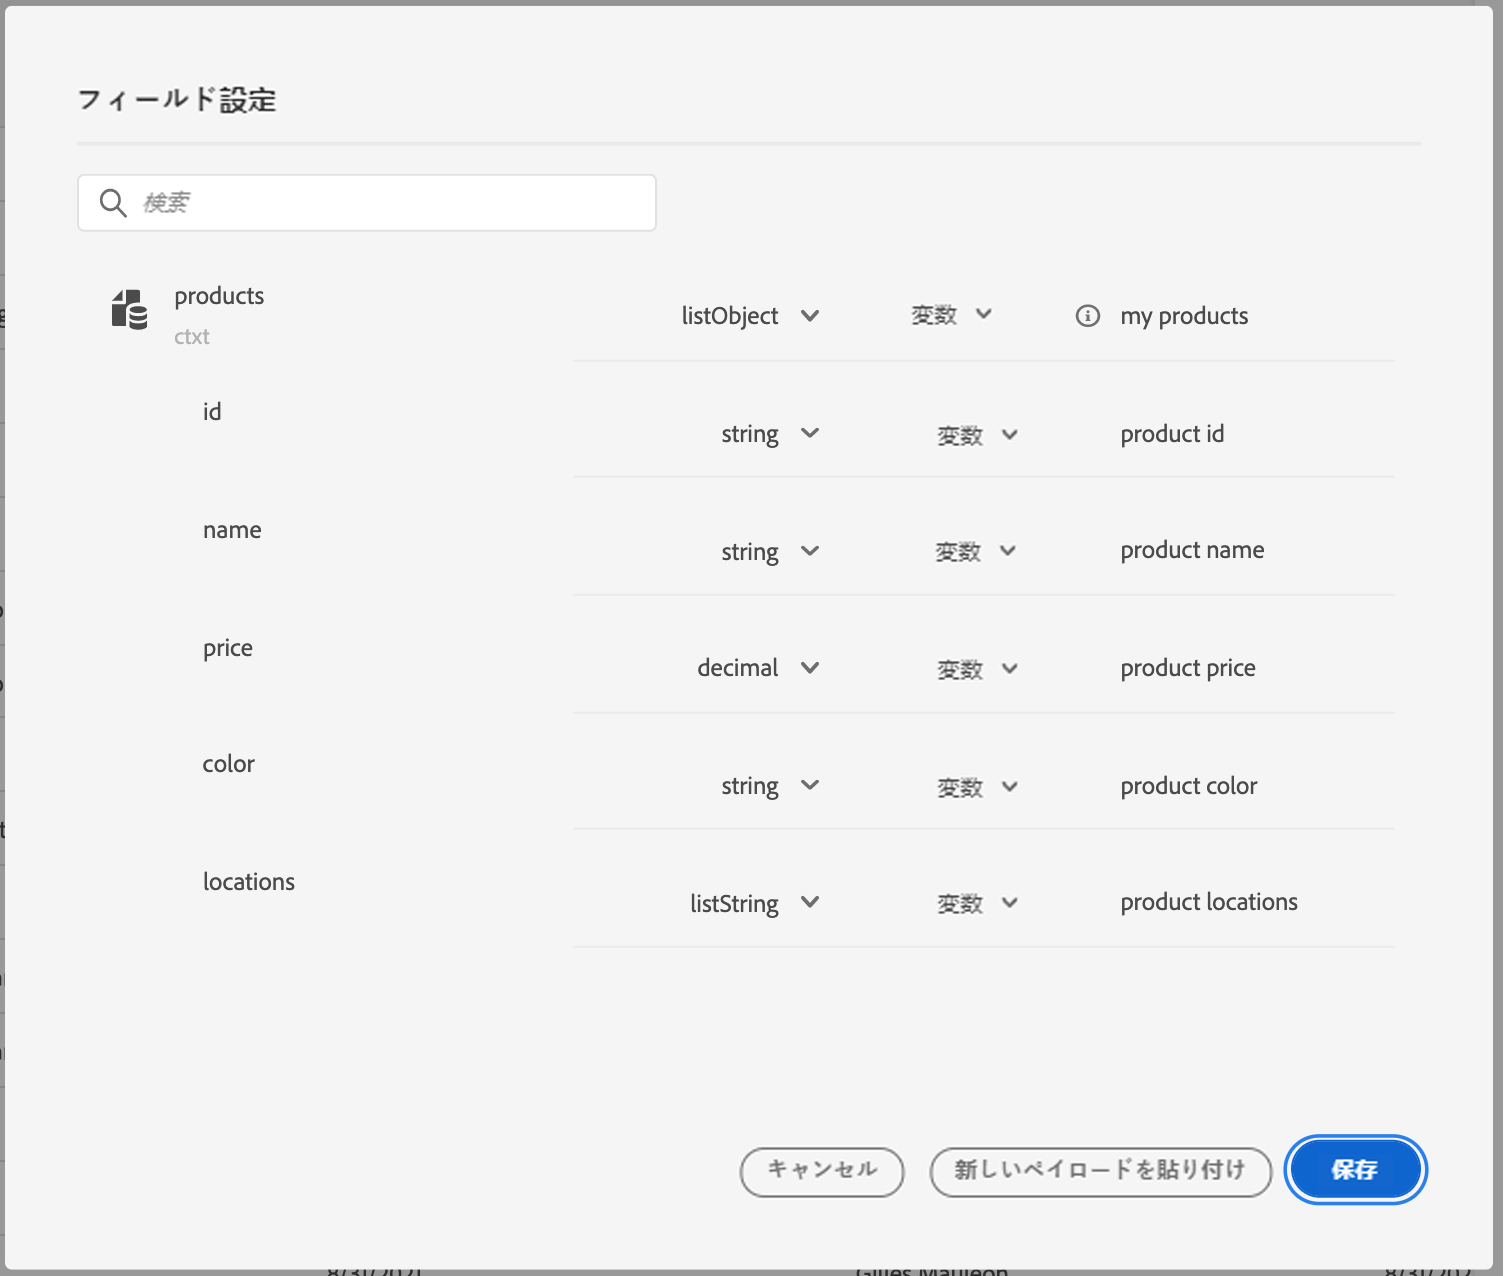 フィールド設定
検索
products
ctxt
listObject 変数 my products
id
string 変数 product id
name
string 変数 product name
price
decimal 変数 product price
color
string 変数 product color
locations
listString 変数 product locations
キャンセル 新しいペイロードを貼り付け 保存